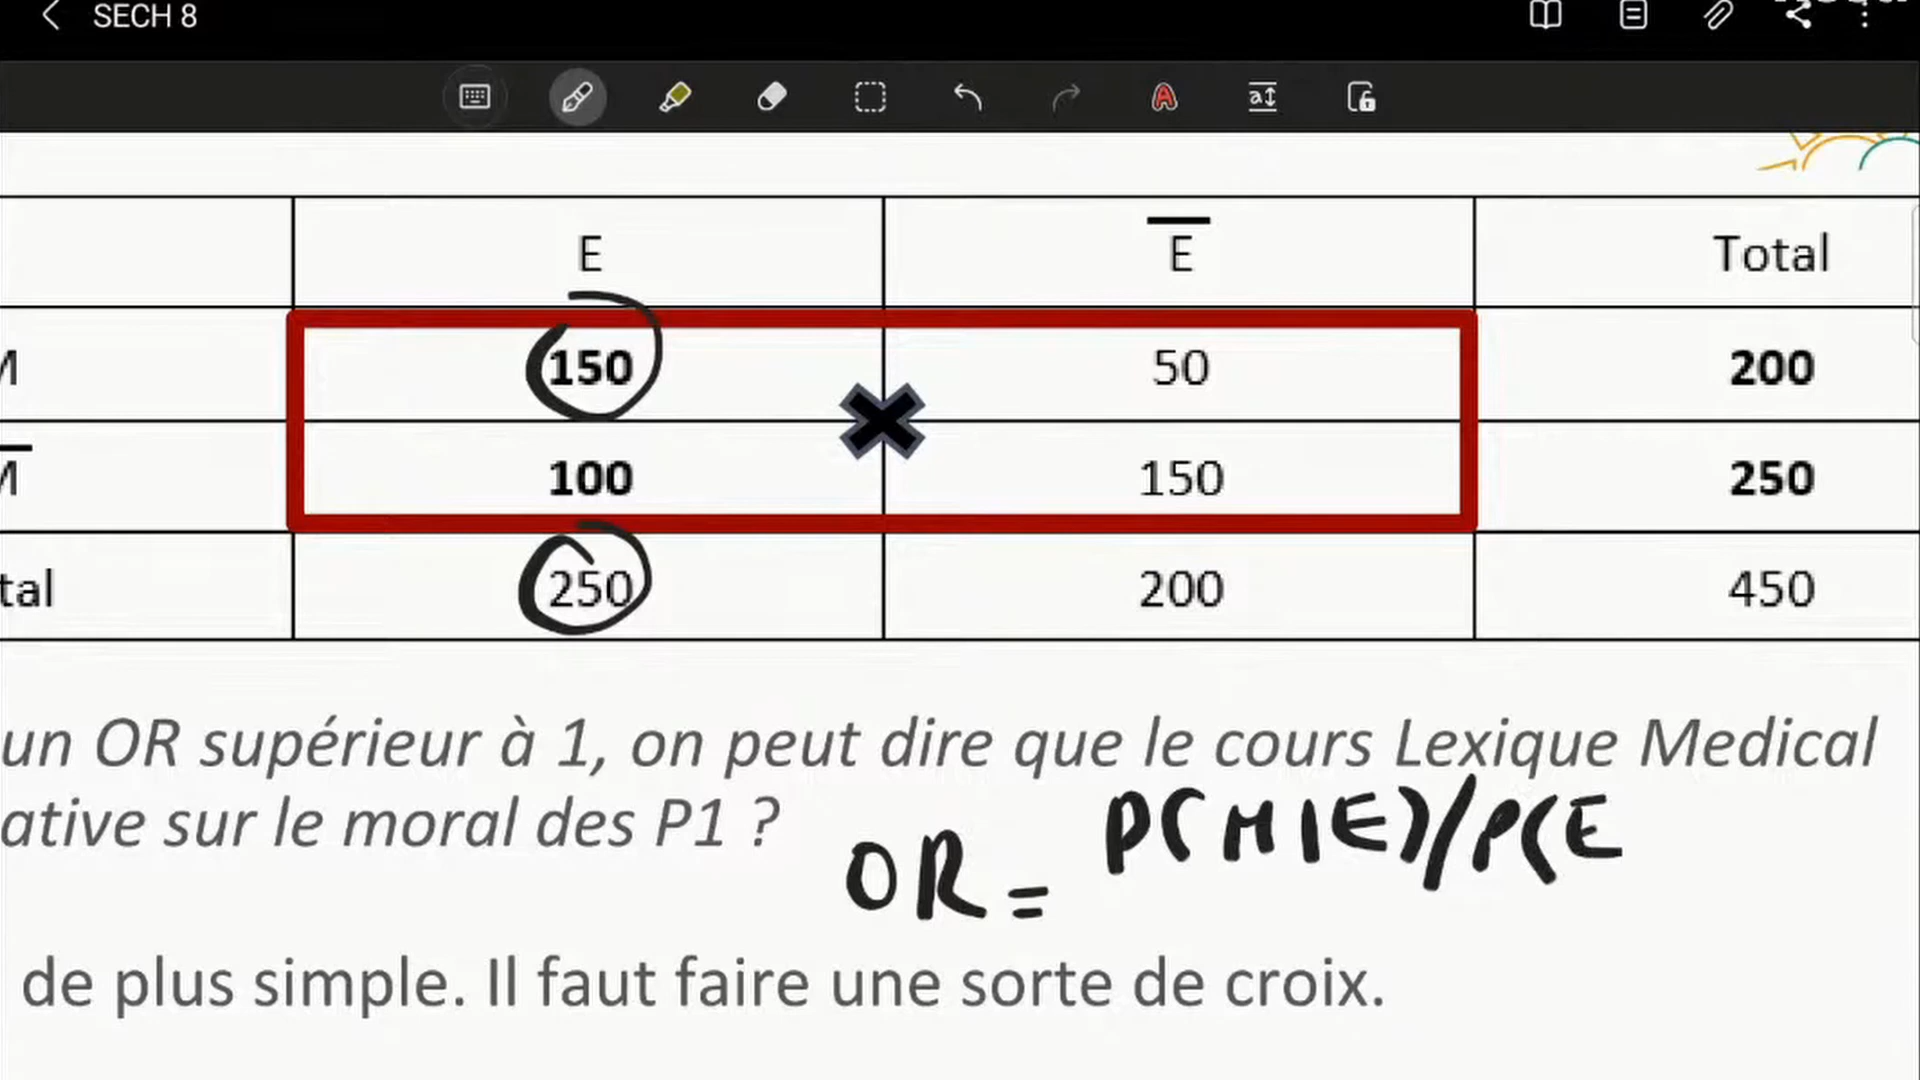 SECH 8
E E Total
M 150 50 200
M 100 150 250
tal 250 200 450
un OR supérieur à 1, on peut dire que le cours Lexique Medical
ative sur le moral des P1 ?
OR = P(M|E)/P(E
de plus simple. Il faut faire une sorte de croix.